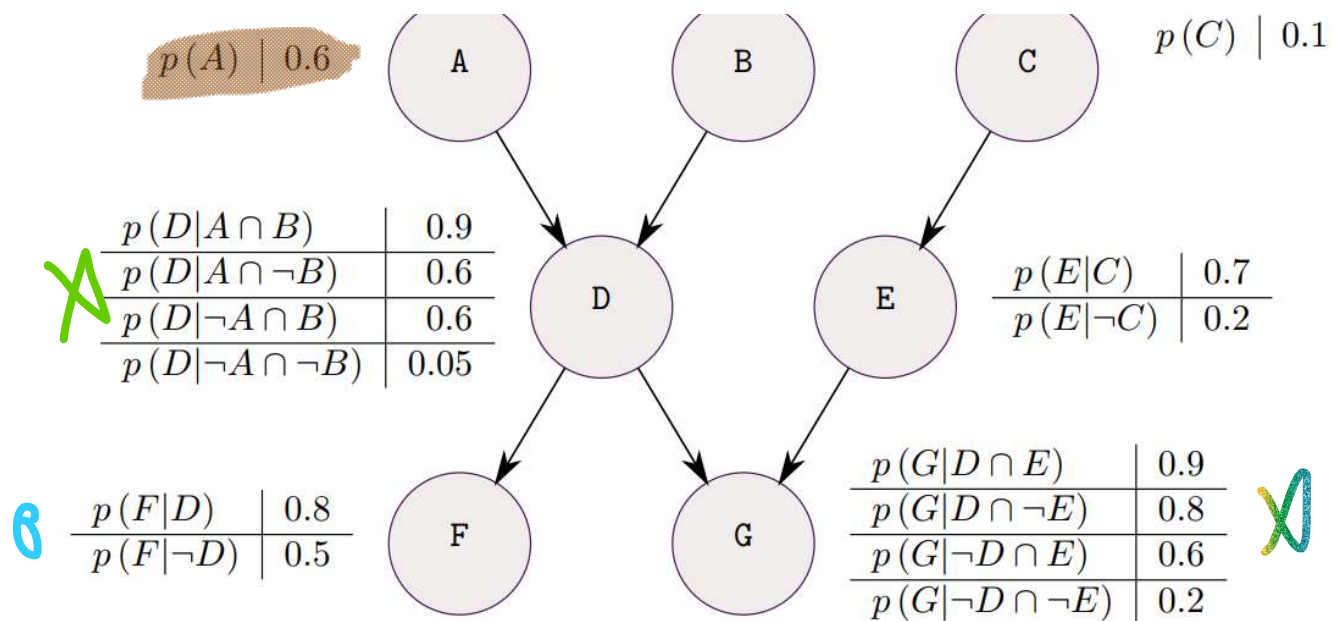 p(A) | 0.6
A
B
C
p(C) | 0.1
p(D|A ∩ B) | 0.9
p(D|A ∩ ¬B) | 0.6
p(D|¬A ∩ B) | 0.6
p(D|¬A ∩ ¬B) | 0.05
D
E
p(E|C) | 0.7
p(E|¬C) | 0.2
p(F|D) | 0.8
p(F|¬D) | 0.5
F
G
p(G|D ∩ E) | 0.9
p(G|D ∩ ¬E) | 0.8
p(G|¬D ∩ E) | 0.6
p(G|¬D ∩ ¬E) | 0.2